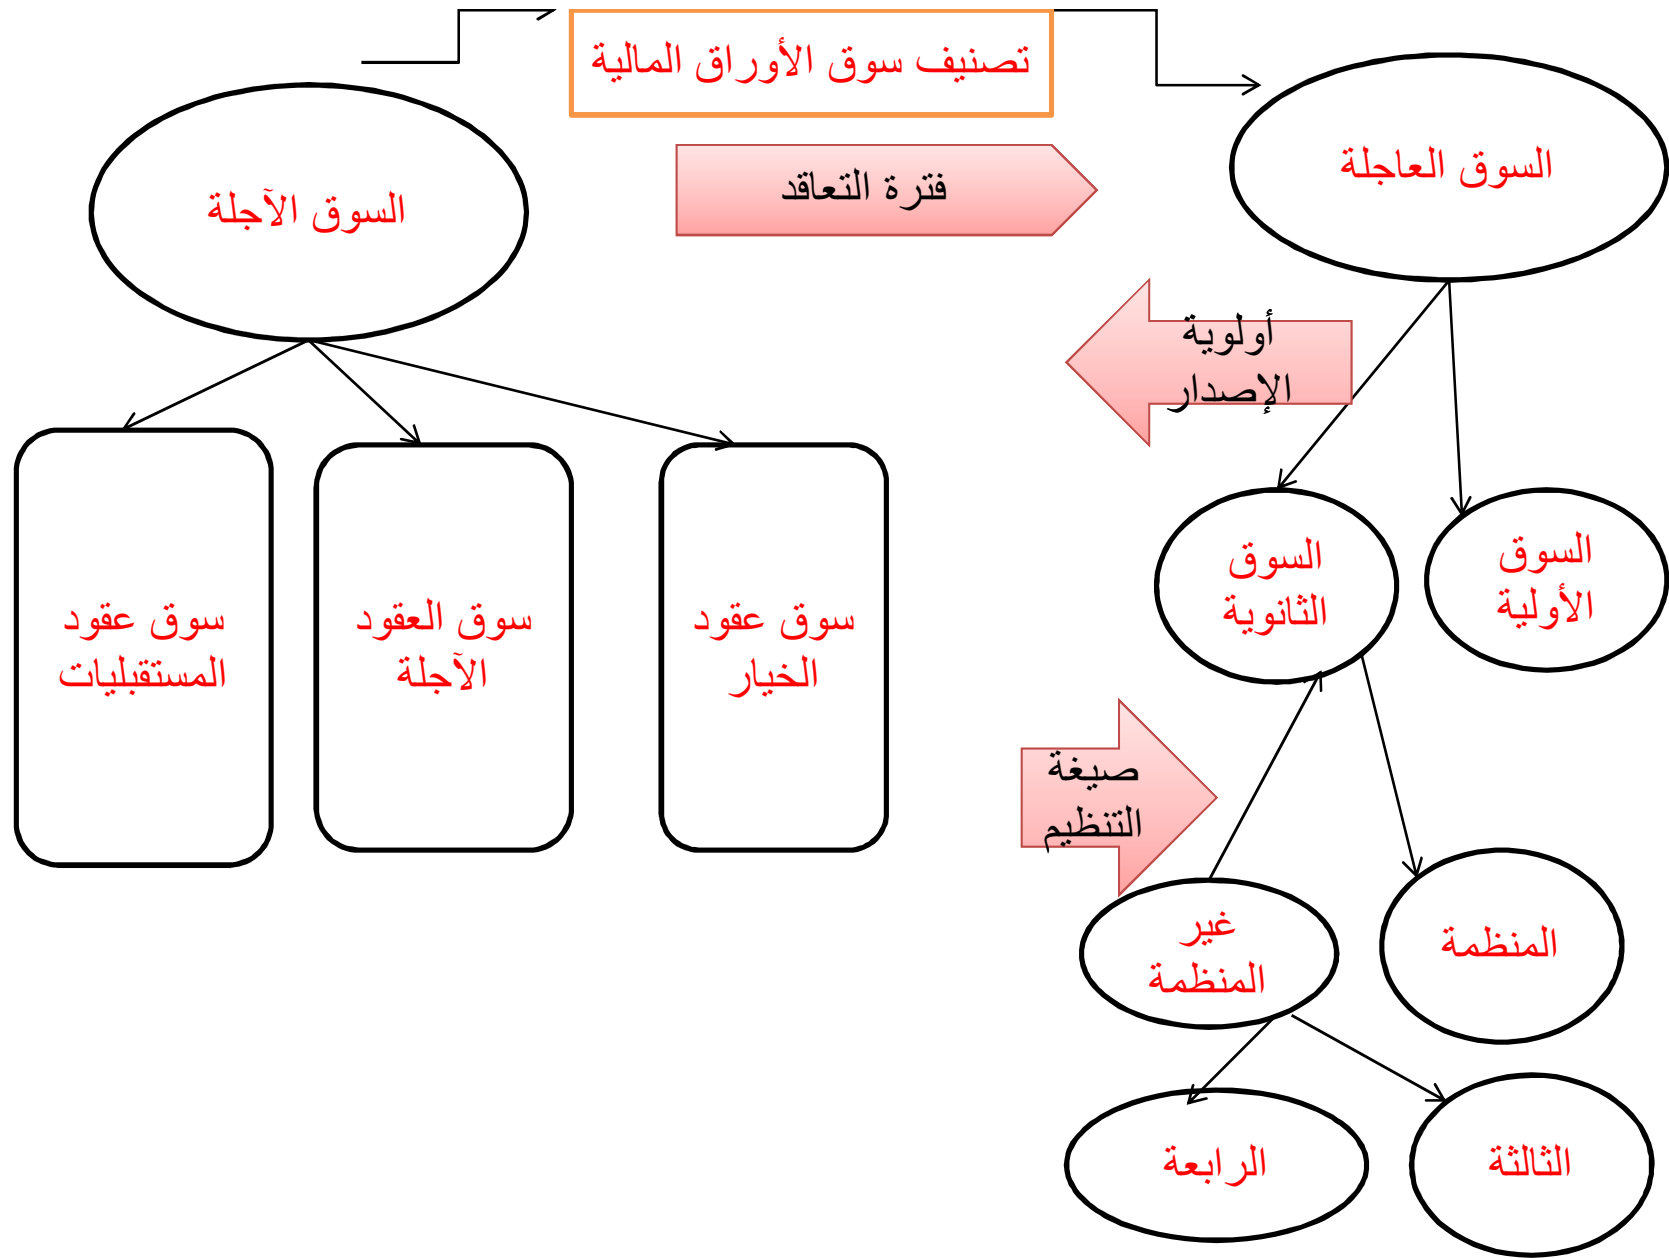 تصنيف سوق الأوراق المالية
السوق العاجلة
السوق الآجلة
فترة التعاقد
أولوية
الإصدار
السوق
الأولية
السوق
الثانوية
سوق عقود
الخيار
سوق العقود
الآجلة
سوق عقود
المستقبليات
صيغة
التنظيم
المنظمة
غير
المنظمة
الثالثة
الرابعة